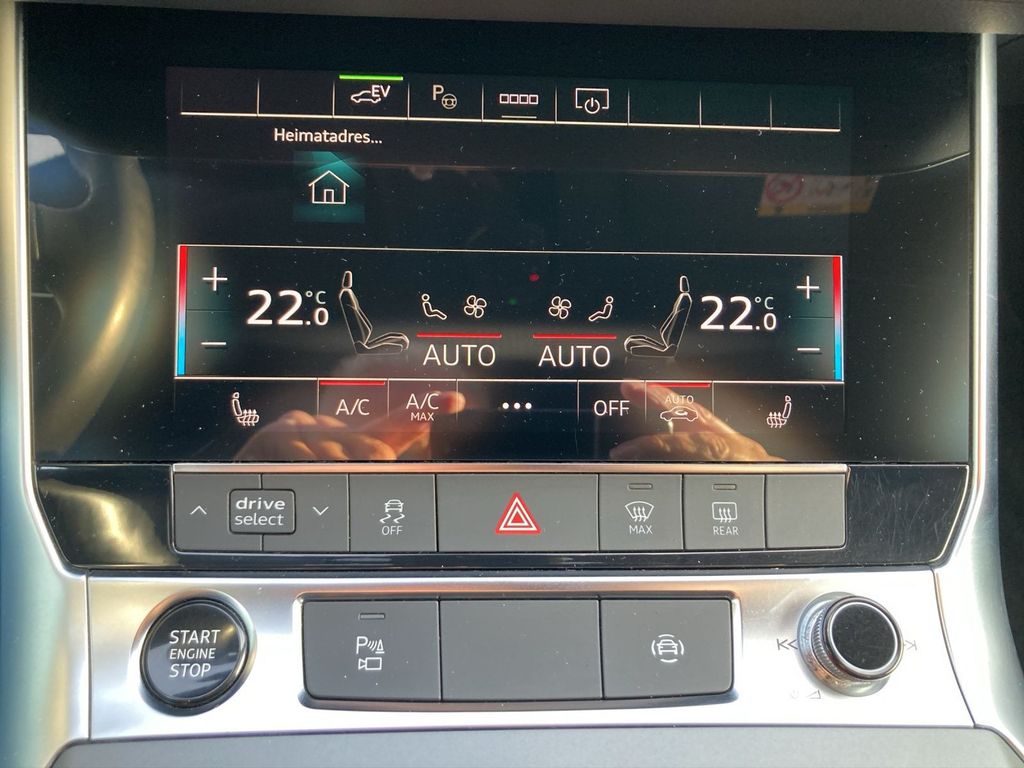 EV
P
Heimatadres...
+
22.0°C
−
AUTO
AUTO
+
22.0°C
−
A/C
A/C
MAX
...
OFF
AUTO
drive
select
OFF
MAX
REAR
START
ENGINE
STOP
P